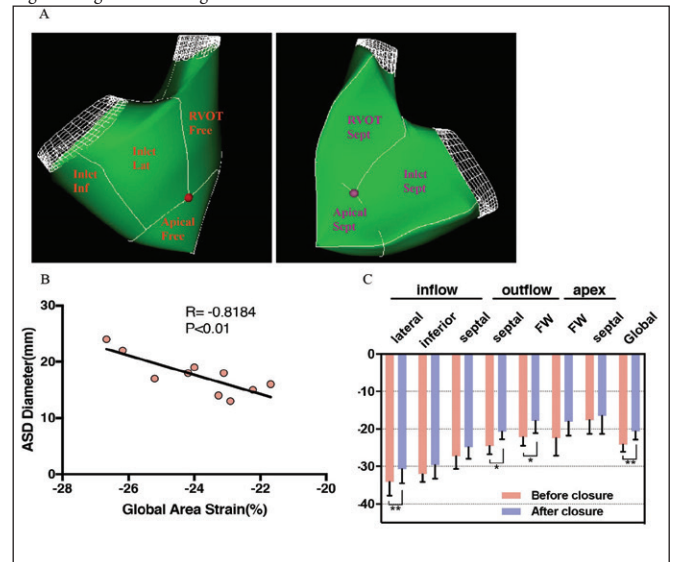 A
RVOT
Free
Inlet
Lat
Inlet
Inf
Apical
Free
RVOT
Sept
Inlet
Sept
Apical
Sept
B
R= -0.8184
P<0.01
ASD Diameter(mm)
30
20
10
0
-28
-26
-24
-22
-20
Global Area Strain(%)
C
inflow
outflow
apex
lateral
inferior
septal
septal
FW
FW
septal
Global
0
-10
-20
-30
-40
**
*
*
**
Before closure
After closure